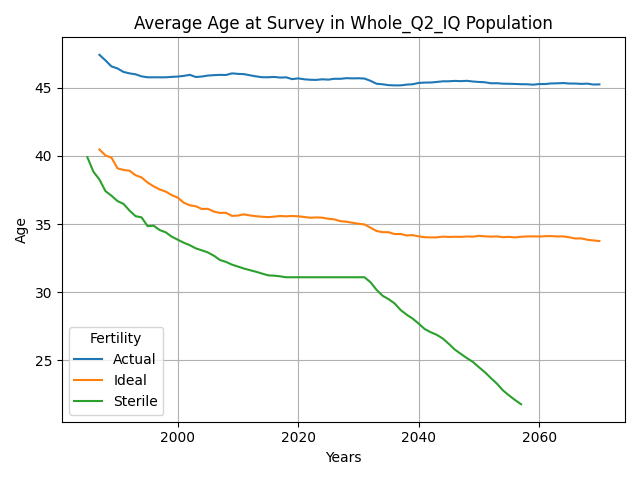 Average Age at Survey in Whole_Q2_IQ Population
Age
45
40
35
30
25
Fertility
Actual
Ideal
Sterile
2000
2020
2040
2060
Years